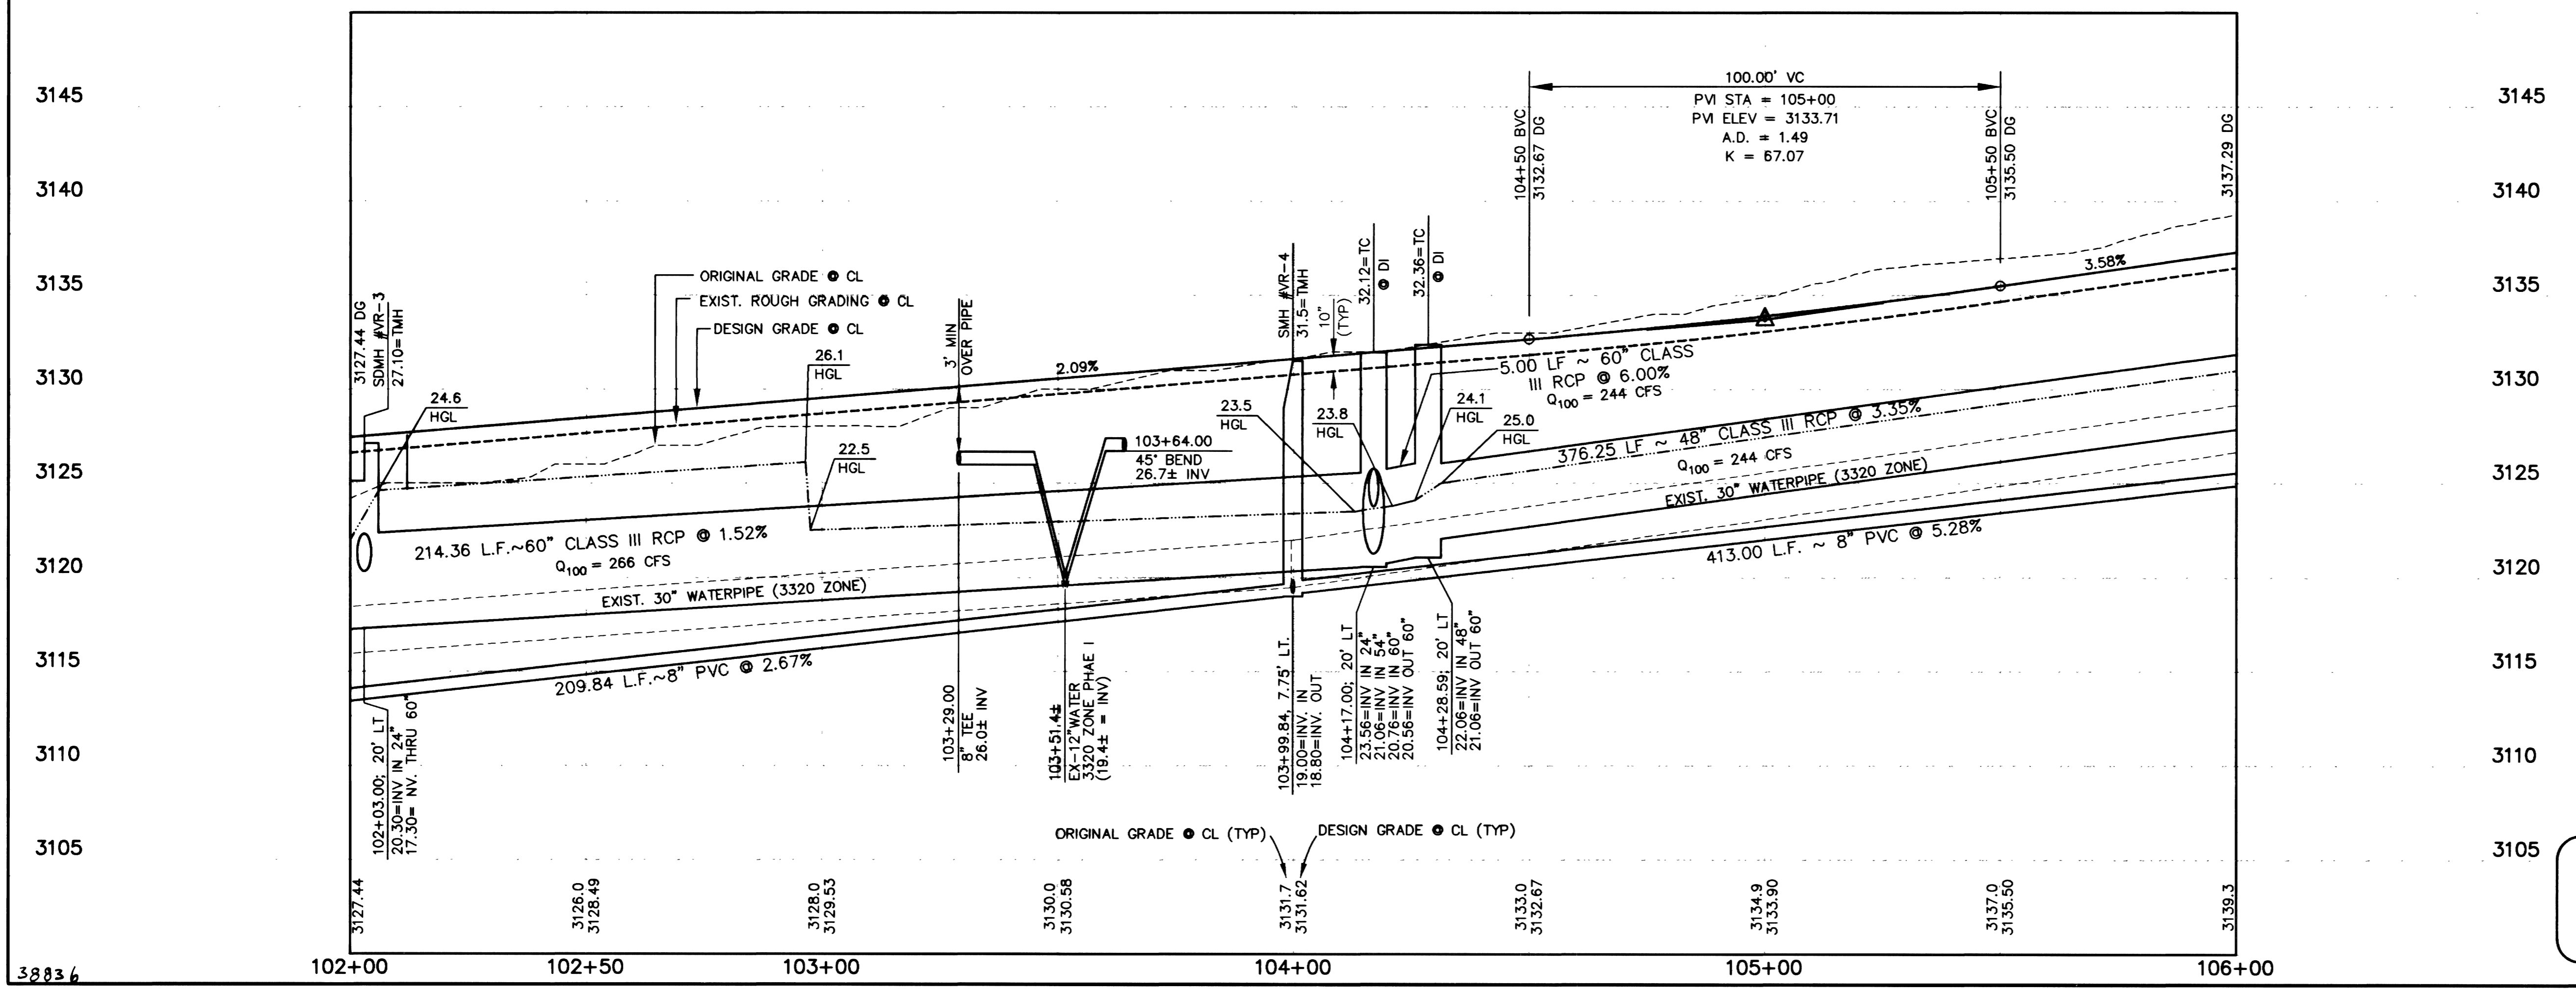 3145
3140
3135
3130
3125
3120
3115
3110
3105
3145
3140
3135
3130
3125
3120
3115
3110
3105
100.00' VC
PVI STA = 105+00
PVI ELEV = 3133.71
A.D. = 1.49
K = 67.07
104+50 BVC
3132.67 DG
105+50 BVC
3135.50 DG
3137.29 DG
3127.44 DG
SDMH #VR-3
27.10=TMH
ORIGINAL GRADE @ CL
EXIST. ROUGH GRADING @ CL
DESIGN GRADE @ CL
24.6
HGL
26.1
HGL
22.5
HGL
3' MIN
OVER PIPE
2.09%
103+64.00
45° BEND
26.7± INV
SMH #VR-4
31.5=TMH
10"
(TYP)
32.12=TC
@ DI
32.36=TC
@ DI
23.5
HGL
23.8
HGL
24.1
HGL
25.0
HGL
5.00 LF ~ 60" CLASS
III RCP @ 6.00%
Q100 = 244 CFS
3.58%
376.25 LF ~ 48" CLASS III RCP @ 3.35%
Q100 = 244 CFS
EXIST. 30" WATERPIPE (3320 ZONE)
413.00 L.F. ~ 8" PVC @ 5.28%
214.36 L.F.~60" CLASS III RCP @ 1.52%
Q100 = 266 CFS
EXIST. 30" WATERPIPE (3320 ZONE)
209.84 L.F.~8" PVC @ 2.67%
102+03.00; 20' LT
20.30=INV IN 24"
17.30= NV. THRU 60"
103+29.00
8" TEE
26.0± INV
103+51.4±
EX-12"WATER
3320 ZONE PHAE I
(19.4± = INV)
103+99.84, 7.75' LT.
19.00=INV. IN
18.80=INV. OUT
104+17.00; 20' LT
23.56=INV IN 24"
21.06=INV IN 54"
20.76=INV IN 60"
20.56=INV OUT 60"
104+28.59; 20' LT
22.06=INV IN 48"
21.06=INV OUT 60"
ORIGINAL GRADE @ CL (TYP)
DESIGN GRADE @ CL (TYP)
3127.44
3126.0
3128.49
3128.0
3129.53
3130.0
3130.58
3131.7
3131.62
3133.0
3132.67
3134.9
3133.90
3137.0
3135.50
3139.3
102+00
102+50
103+00
104+00
105+00
106+00
38836